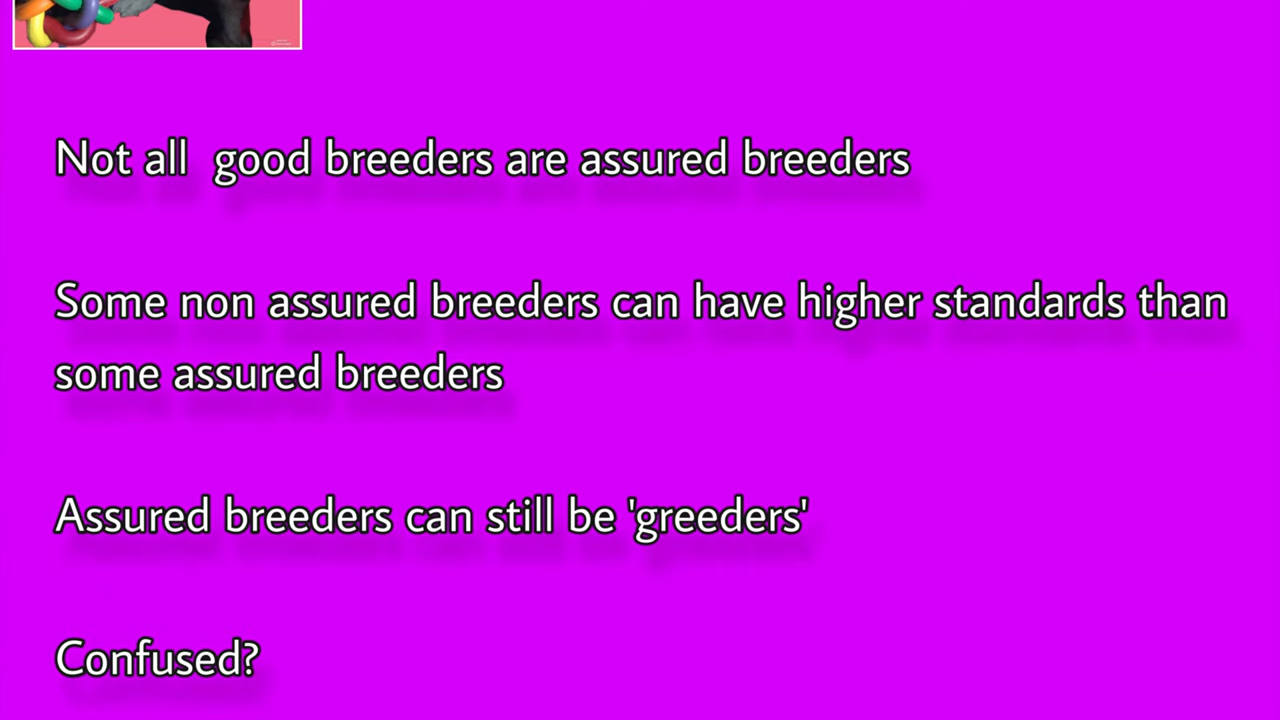 Not all  good breeders are assured breeders
Some non assured breeders can have higher standards than
some assured breeders
Assured breeders can still be 'greeders'
Confused?